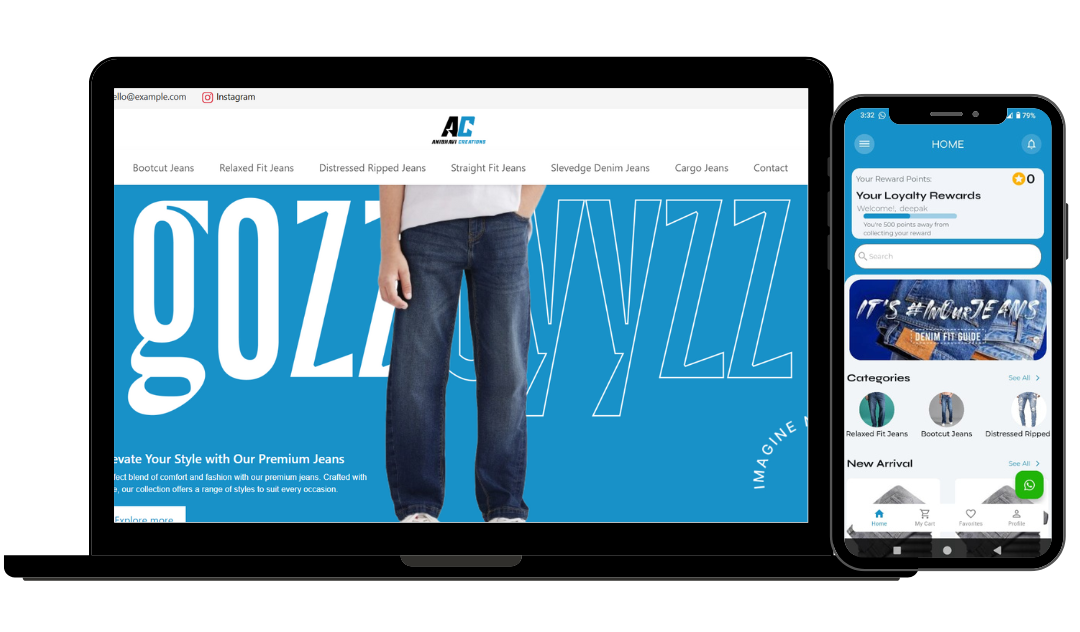 ello@example.com Instagram
AC
ANIBHAVI CREATIONS
Bootcut Jeans Relaxed Fit Jeans Distressed Ripped Jeans Straight Fit Jeans Slevedge Denim Jeans Cargo Jeans Contact
gozz yyzz
IMAGINE
evate Your Style with Our Premium Jeans
fect blend of comfort and fashion with our premium jeans. Crafted with
e, our collection offers a range of styles to suit every occasion.
Explore more
3:32 79%
HOME
Your Reward Points: 0
Your Loyalty Rewards
Welcome!, deepak
You're 500 points away from
collecting your reward
Search
IT'S #InOurJEANS
DENIM FIT GUIDE
Categories See All
Relaxed Fit Jeans Bootcut Jeans Distressed Ripped
New Arrival See All
Home My Cart Favorites Profile